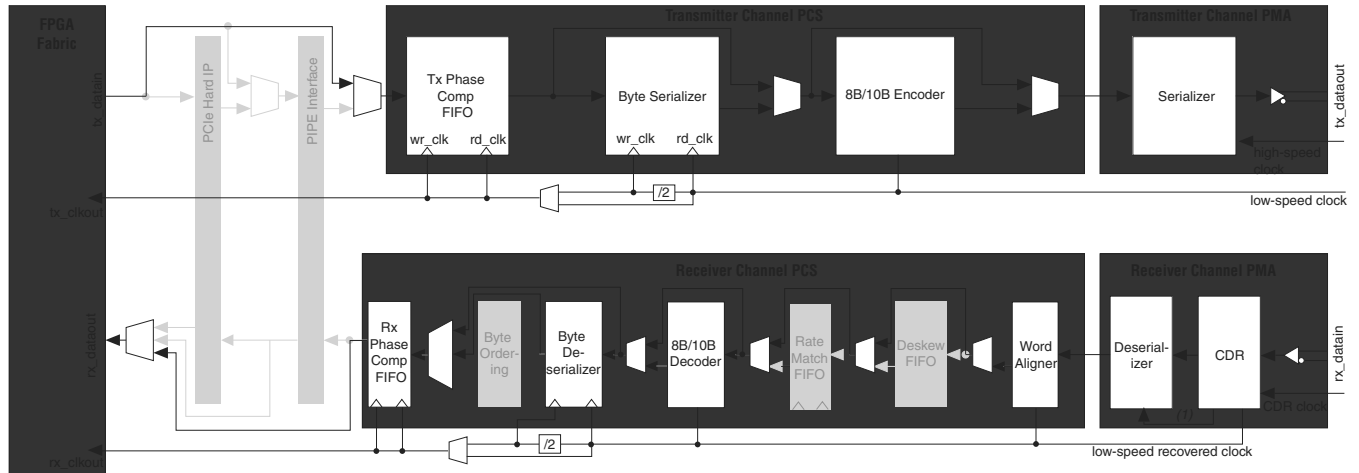 FPGA
Fabric
Transmitter Channel PCS
Transmitter Channel PMA
tx_datain
PCIe Hard IP
PIPE Interface
Tx Phase
Comp
FIFO
wr_clk
rd_clk
Byte Serializer
wr_clk
rd_clk
8B/10B Encoder
Serializer
tx_dataout
high-speed
clock
/2
tx_clkout
low-speed clock
Receiver Channel PCS
Receiver Channel PMA
rx_dataout
Rx
Phase
Comp
FIFO
Byte
Order-
ing
Byte
De-
serializer
8B/10B
Decoder
Rate
Match
FIFO
Deskew
FIFO
Word
Aligner
Deserial-
izer
CDR
rx_datain
CDR clock
(1)
/2
low-speed recovered clock
rx_clkout